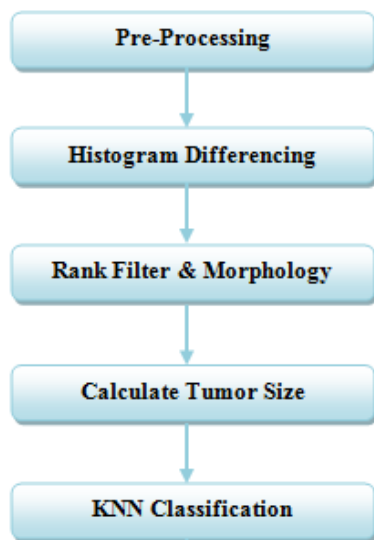 Pre-Processing
Histogram Differencing
Rank Filter & Morphology
Calculate Tumor Size
KNN Classification